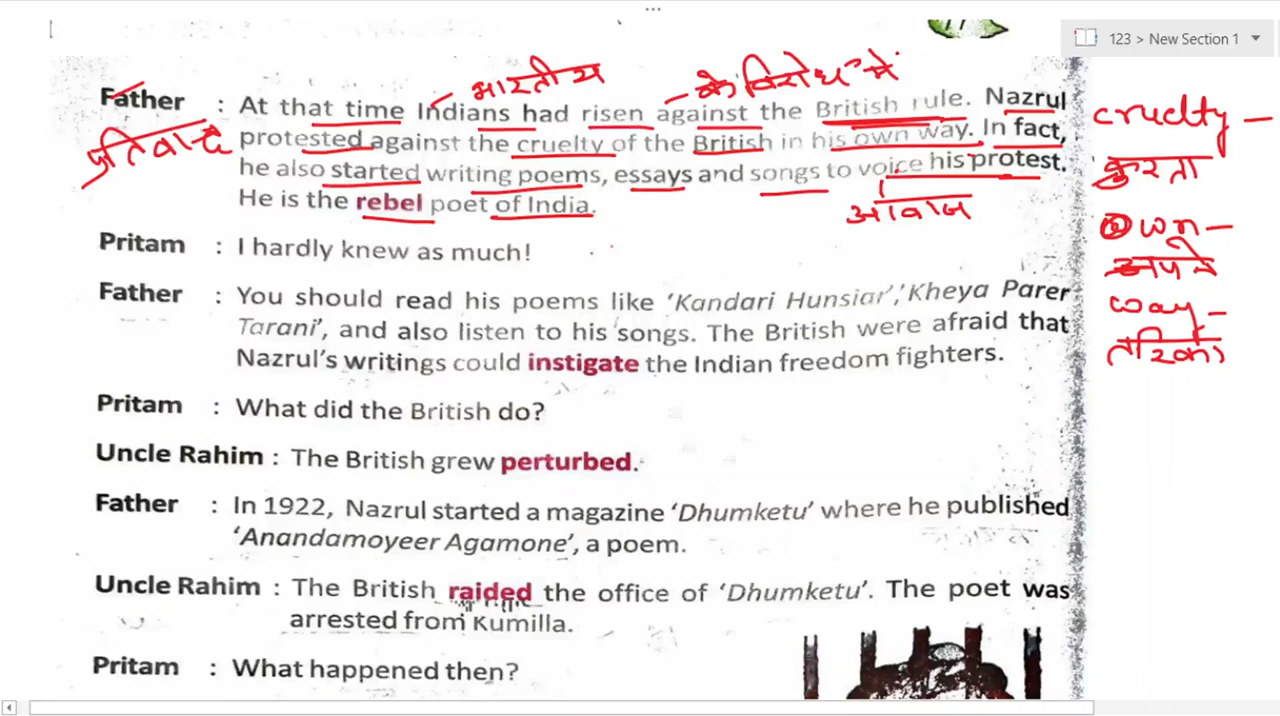 123 > New Section 1
भारतीय
के विरोध में
Father : At that time Indians had risen against the British rule. Nazrul
प्रतिवाद
protested against the cruelty of the British in his own way. In fact,
he also started writing poems, essays and songs to voice his protest.
He is the rebel poet of India.
आवाज
cruelty -
क्रुरता
own -
अपने
way -
तरिका
Pritam : I hardly knew as much!
Father : You should read his poems like 'Kandari Hunsiar','Kheya Parer
Tarani', and also listen to his songs. The British were afraid that
Nazrul's writings could instigate the Indian freedom fighters.
Pritam : What did the British do?
Uncle Rahim : The British grew perturbed.
Father : In 1922, Nazrul started a magazine 'Dhumketu' where he published
'Anandamoyeer Agamone', a poem.
Uncle Rahim : The British raided the office of 'Dhumketu'. The poet was
arrested from Kumilla.
Pritam : What happened then?